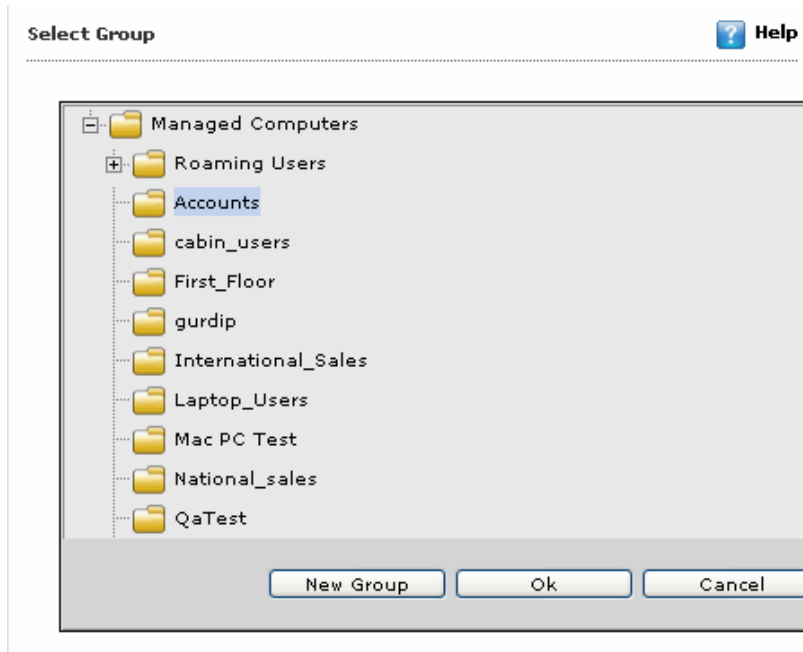 Select Group
Help
Managed Computers
Roaming Users
Accounts
cabin_users
First_Floor
gurdip
International_Sales
Laptop_Users
Mac PC Test
National_sales
QaTest
New Group Ok Cancel